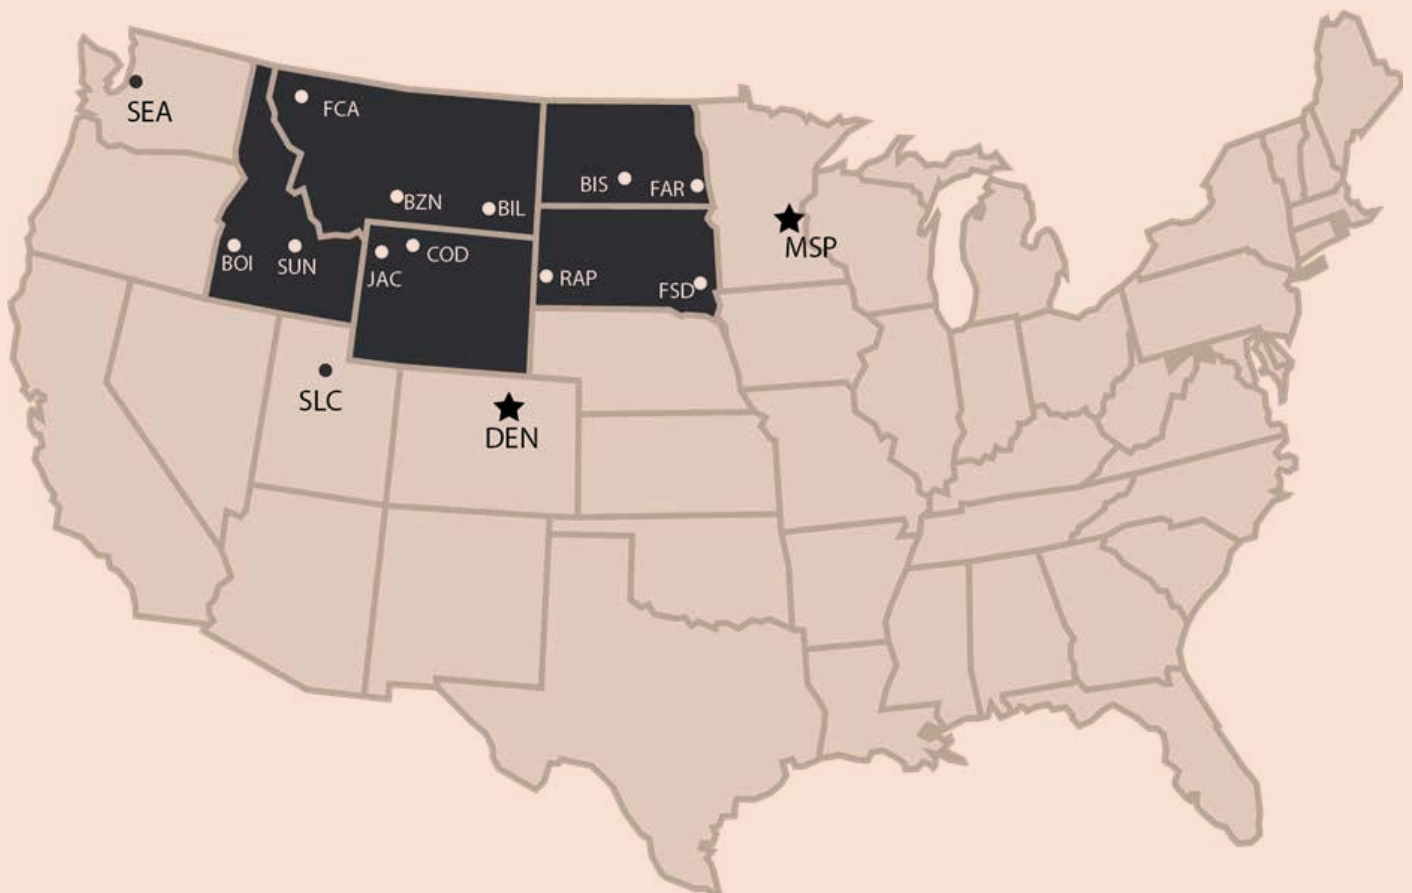 SEA
FCA
BIS
FAR
BZN
BIL
MSP
BOI
SUN
COD
JAC
RAP
FSD
SLC
DEN